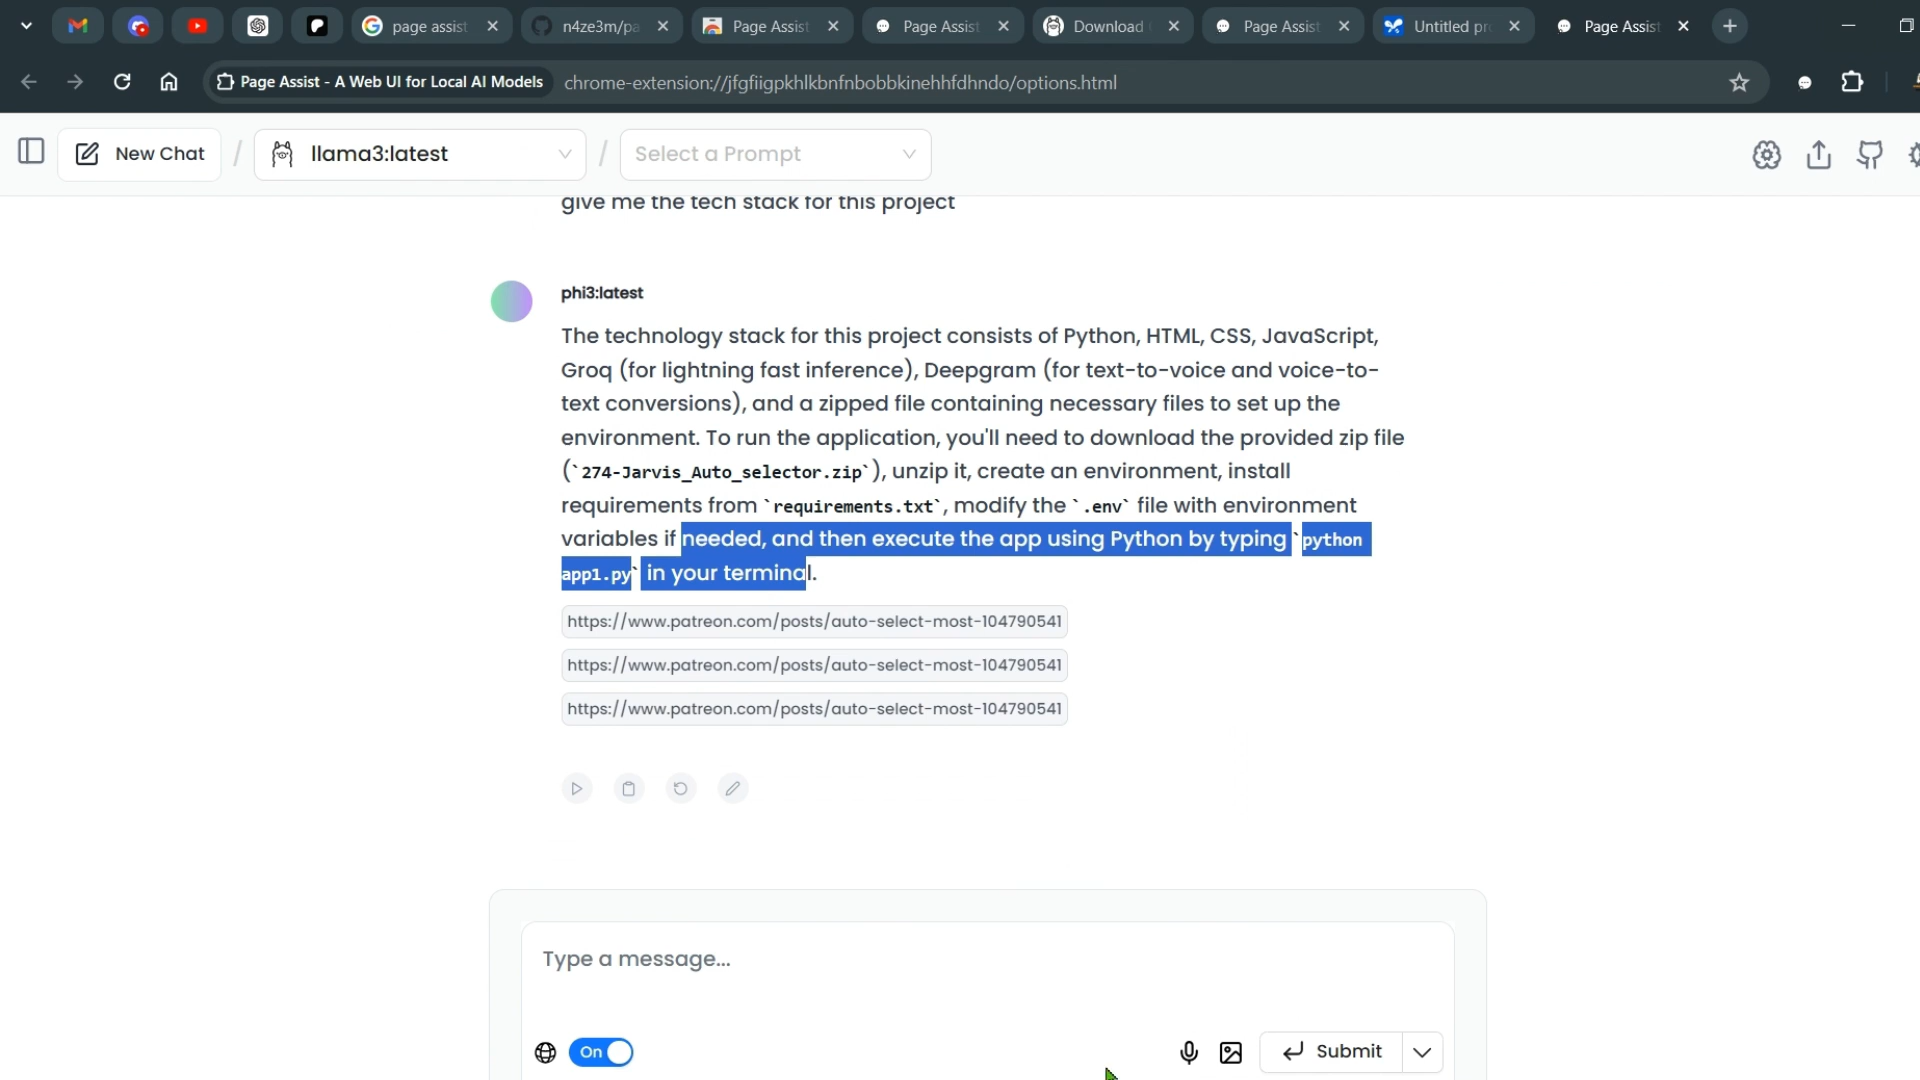 page assist
n4ze3m/pa
Page Assist
Page Assist
Download
Page Assist
Untitled pr
Page Assist
Page Assist - A Web UI for Local AI Models
chrome-extension://jfgfiigpkhlkbnfnbobbkinehhfdhndo/options.html
New Chat / llama3:latest / Select a Prompt
give me the tech stack for this project
phi3:latest
The technology stack for this project consists of Python, HTML, CSS, JavaScript,
Groq (for lightning fast inference), Deepgram (for text-to-voice and voice-to-
text conversions), and a zipped file containing necessary files to set up the
environment. To run the application, you'll need to download the provided zip file
(`274-Jarvis_Auto_selector.zip`), unzip it, create an environment, install
requirements from `requirements.txt`, modify the `.env` file with environment
variables if needed, and then execute the app using Python by typing `python
app1.py` in your terminal.
https://www.patreon.com/posts/auto-select-most-104790541
https://www.patreon.com/posts/auto-select-most-104790541
https://www.patreon.com/posts/auto-select-most-104790541
Type a message...
On
Submit